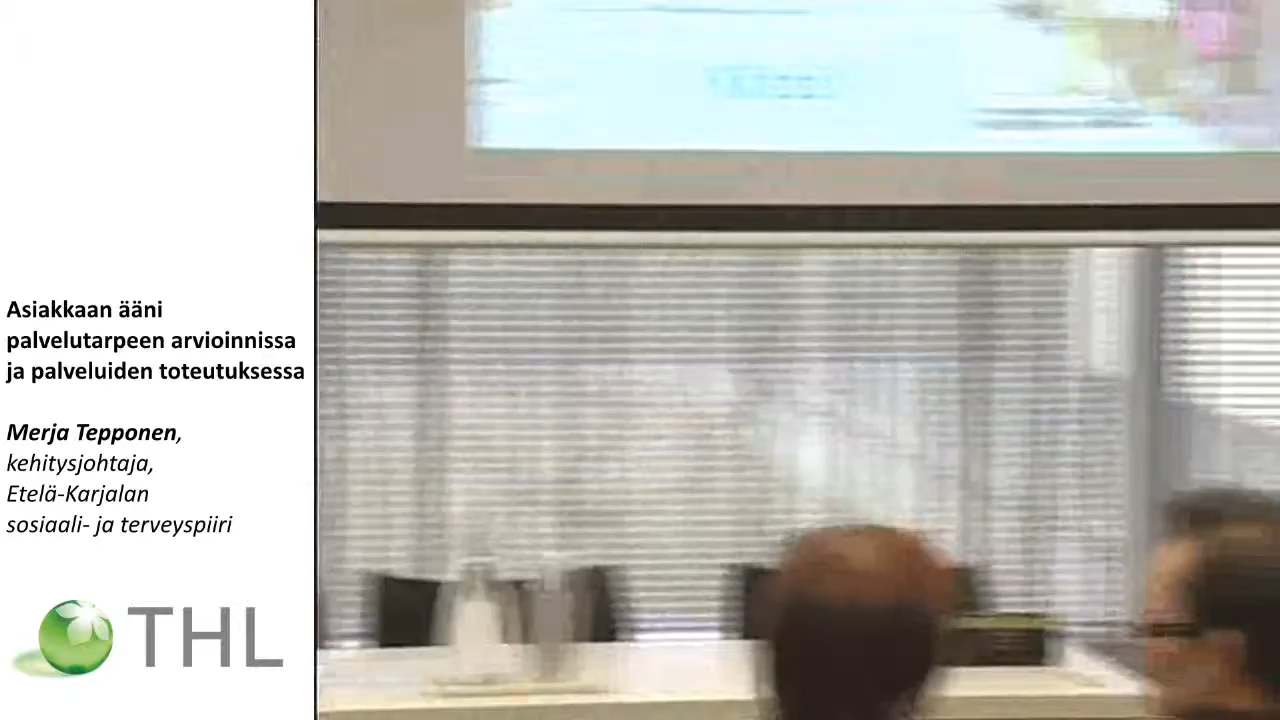 Asiakkaan ääni
palvelutarpeen arvioinnissa
ja palveluiden toteutuksessa
Merja Tepponen,
kehitysjohtaja,
Etelä-Karjalan
sosiaali- ja terveyspiiri
THL